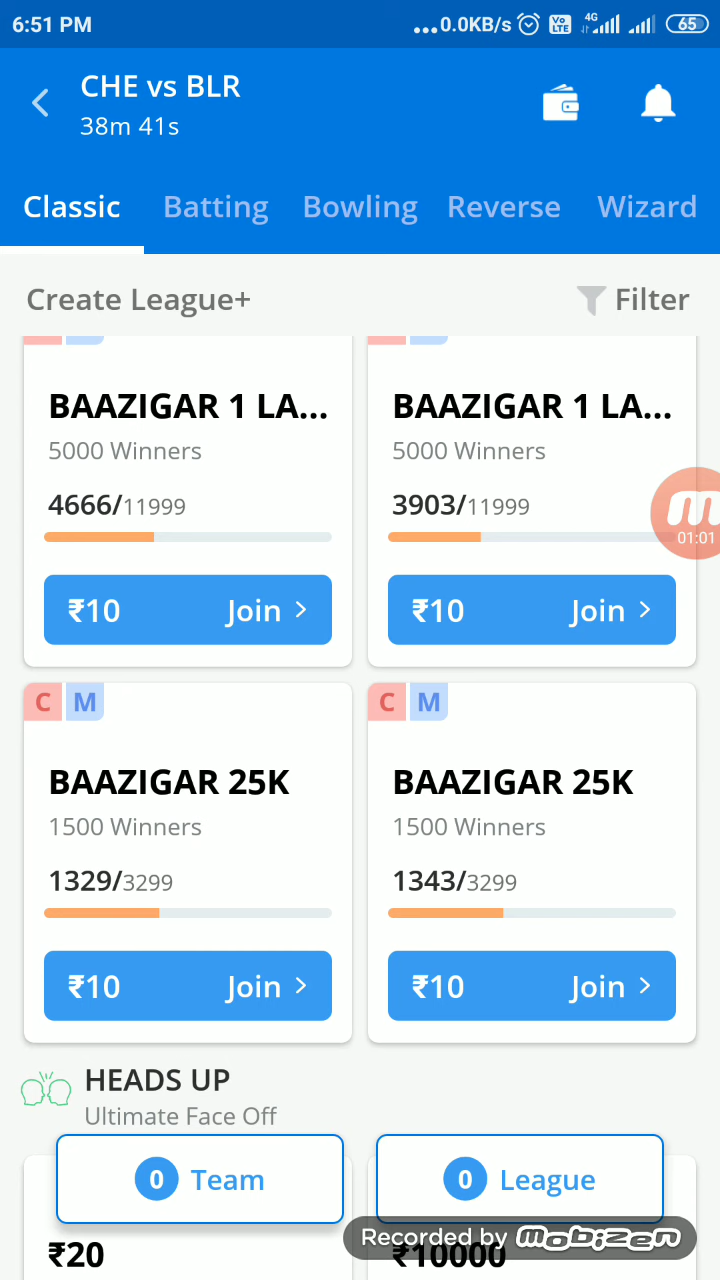 6:51 PM ...0.0KB/s Vo LTE 4G 65
CHE vs BLR
38m 41s
Classic Batting Bowling Reverse Wizard
Create League+ Filter
BAAZIGAR 1 LA... BAAZIGAR 1 LA...
5000 Winners 5000 Winners
4666/11999 3903/11999
01:01
₹10 Join > ₹10 Join >
C M C M
BAAZIGAR 25K BAAZIGAR 25K
1500 Winners 1500 Winners
1329/3299 1343/3299
₹10 Join > ₹10 Join >
HEADS UP
Ultimate Face Off
0 Team 0 League
Recorded by mobizen
₹20 ₹10000